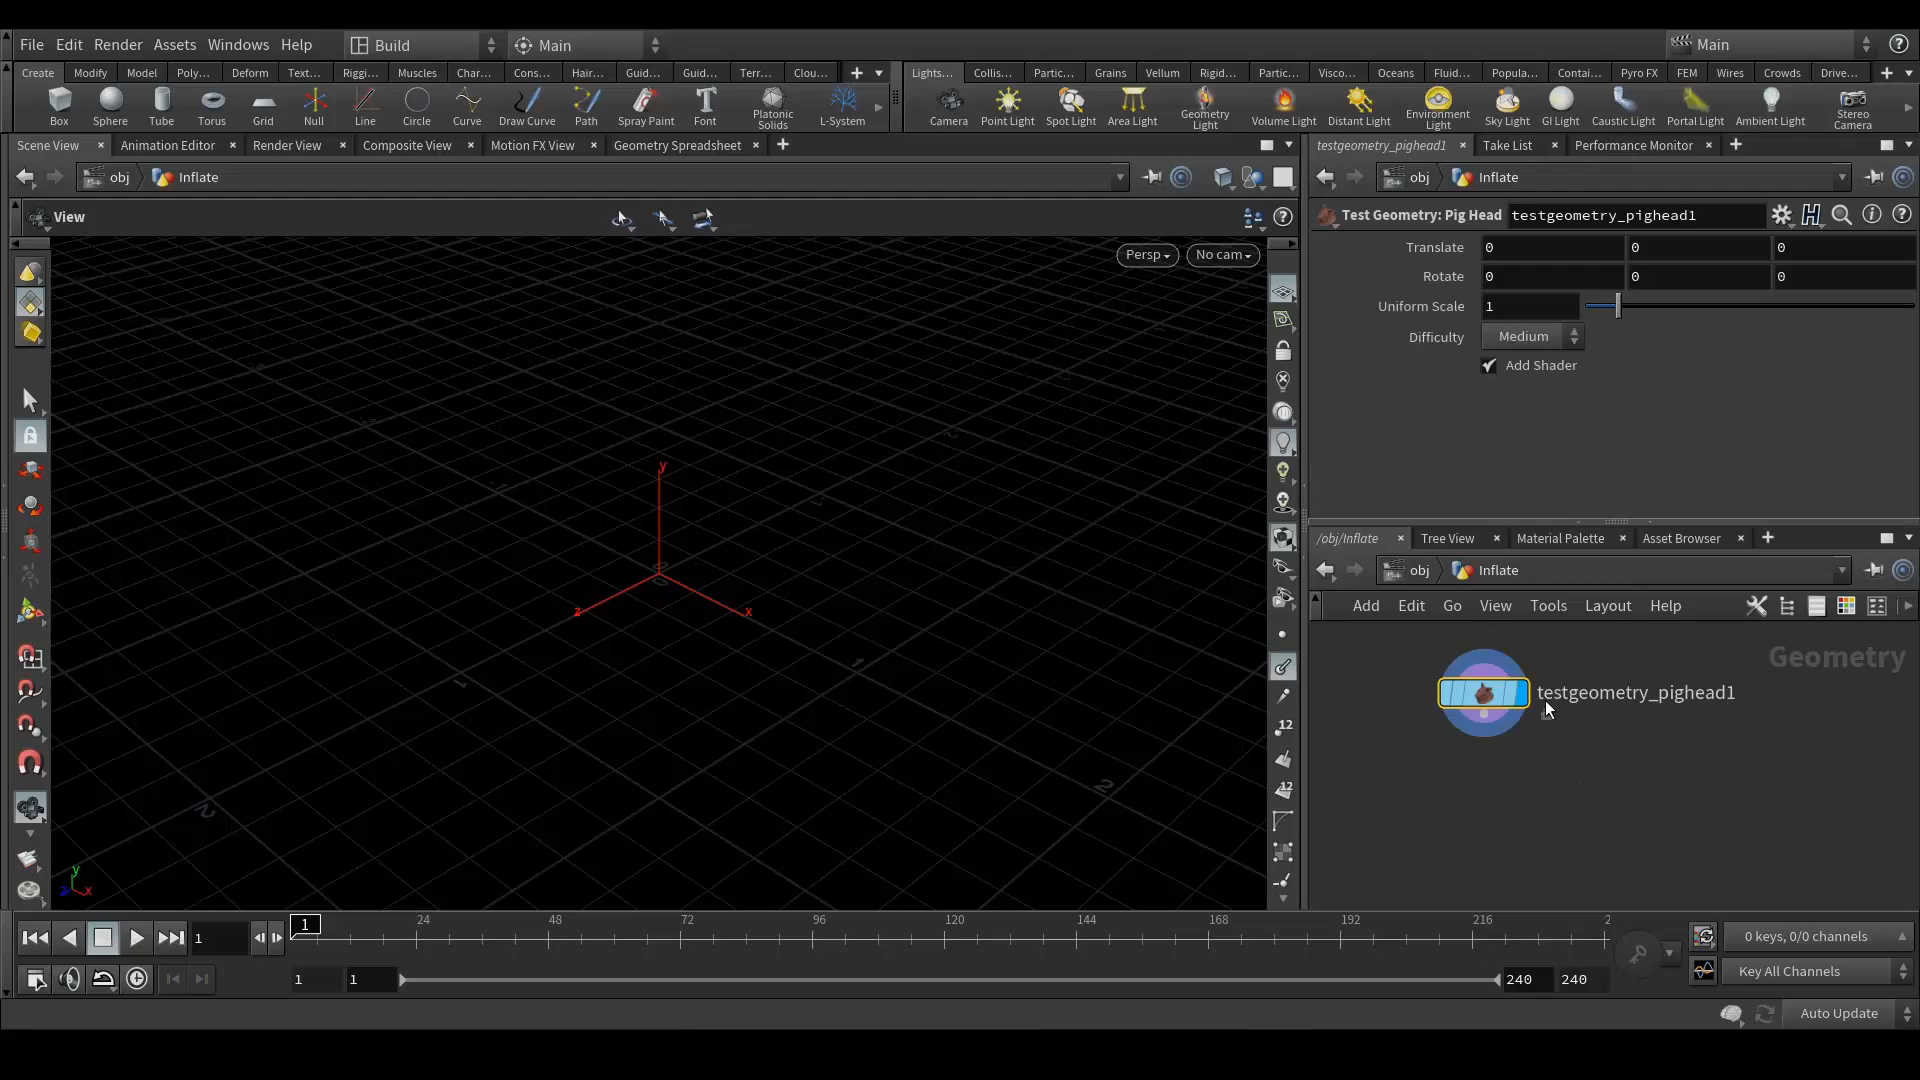 File Edit Render Assets Windows Help Build Main Main
Create Modify Model Poly... Deform Text... Riggi... Muscles Char... Cons... Hair... Guid... Guid... Terr... Clou... Lights... Collis... Partic... Grains Vellum Rigid... Partic... Visco... Oceans Fluid... Popula... Contai... Pyro FX FEM Wires Crowds Drive...
Box Sphere Tube Torus Grid Null Line Circle Curve Draw Curve Path Spray Paint Font Platonic Solids L-System Camera Point Light Spot Light Area Light Geometry Light Volume Light Distant Light Environment Light Sky Light GI Light Caustic Light Portal Light Ambient Light Stereo Camera
Scene View Animation Editor Render View Composite View Motion FX View Geometry Spreadsheet testgeometry_pighead1 Take List Performance Monitor
obj Inflate obj Inflate
View
Persp No cam
Test Geometry: Pig Head testgeometry_pighead1
Translate 0 0 0
Rotate 0 0 0
Uniform Scale 1
Difficulty Medium
Add Shader
y
z x
1 1
2 2
y
z x
12
12
/obj/Inflate Tree View Material Palette Asset Browser
obj Inflate
Add Edit Go View Tools Layout Help
Geometry
testgeometry_pighead1
1 1 24 48 72 96 120 144 168 192 216 2
0 keys, 0/0 channels
1 1 240 240
Key All Channels
Auto Update